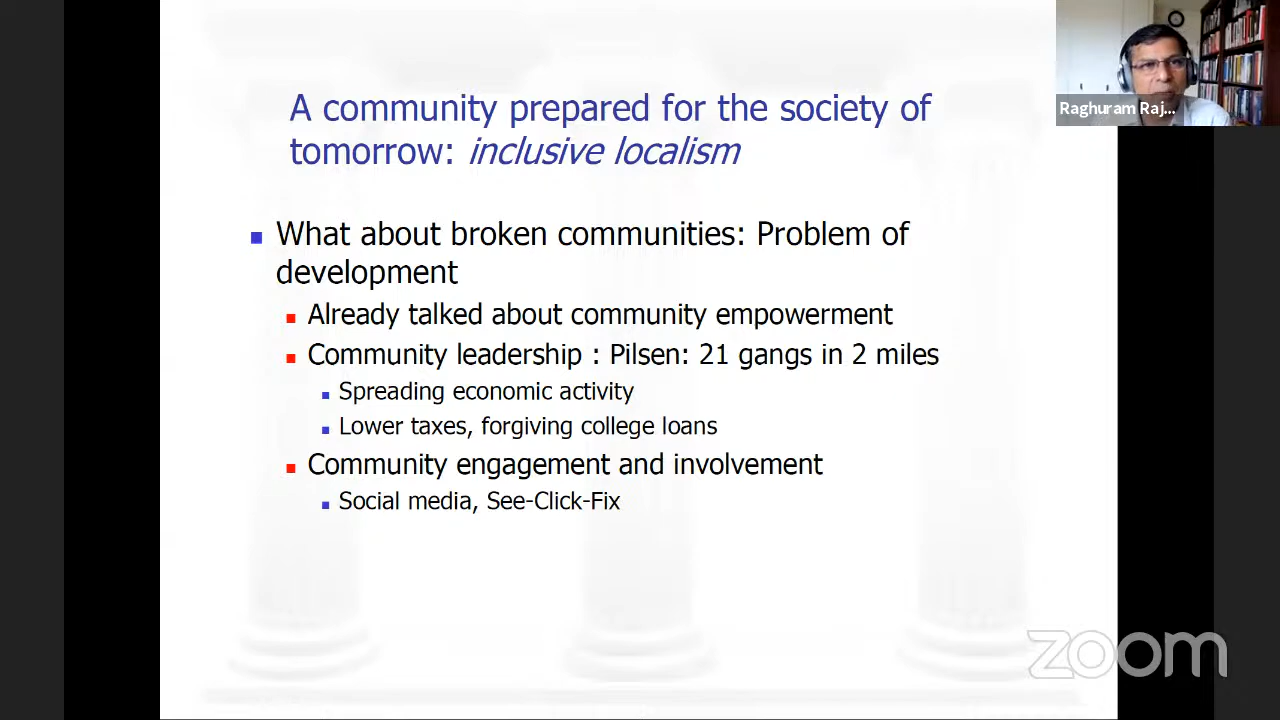 A community prepared for the society of
tomorrow: inclusive localism
What about broken communities: Problem of
development
Already talked about community empowerment
Community leadership : Pilsen: 21 gangs in 2 miles
Spreading economic activity
Lower taxes, forgiving college loans
Community engagement and involvement
Social media, See-Click-Fix
Raghuram Raj...
zoom